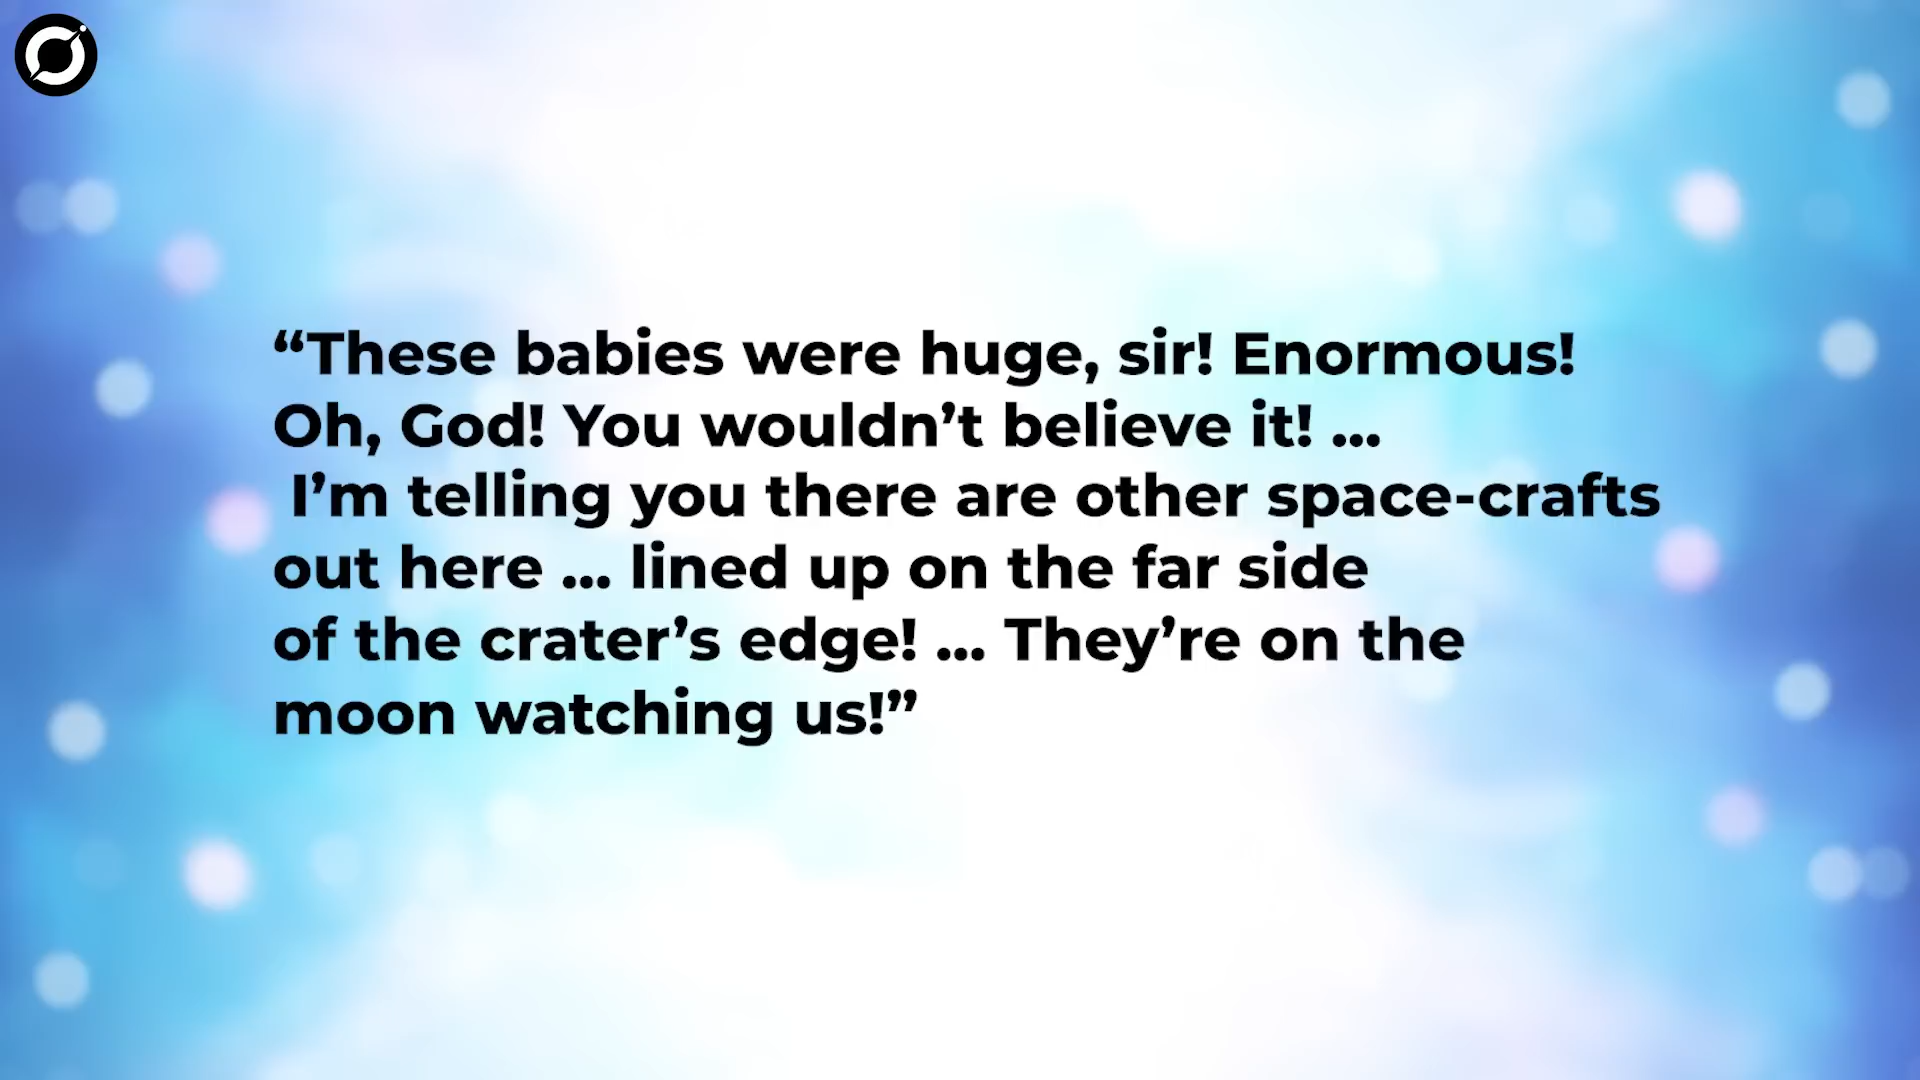 “These babies were huge, sir! Enormous!
Oh, God! You wouldn’t believe it! ...
I’m telling you there are other space-crafts
out here ... lined up on the far side
of the crater’s edge! ... They’re on the
moon watching us!”